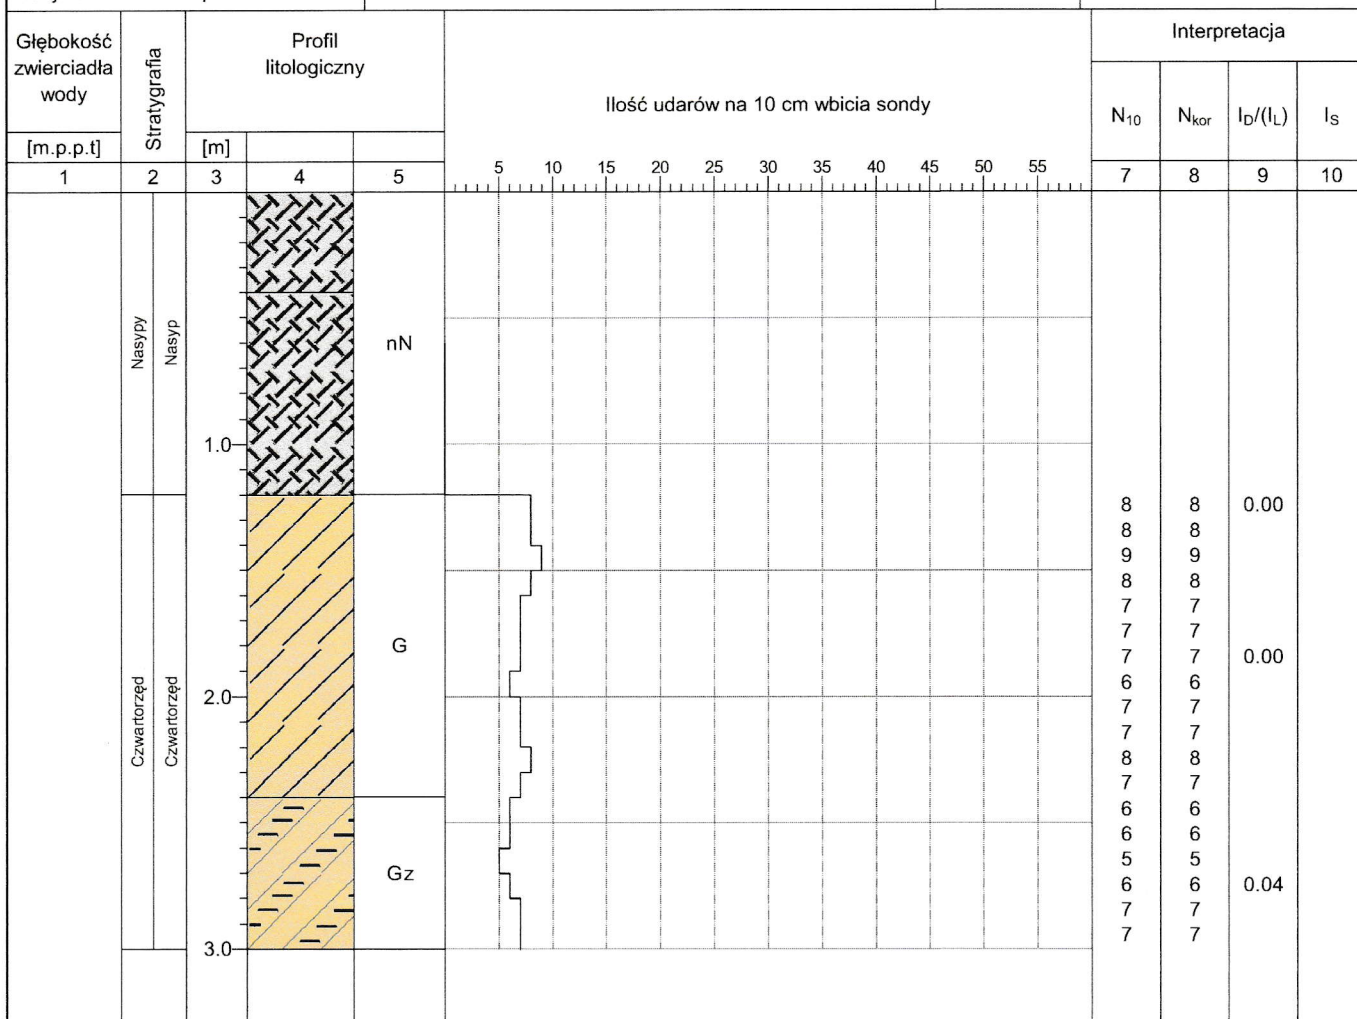 Głębokość
zwierciadła
wody
[m.p.p.t]
1
Stratygrafia
2
Profil
litologiczny
[m]
3
4
5
Ilość udarów na 10 cm wbicia sondy
5 10 15 20 25 30 35 40 45 50 55
Interpretacja
N10 Nkor ID/(IL) IS
7 8 9 10
Nasypy
Nasyp
nN
1.0
8 8 0.00
8 8
9 9
8 8
7 7
7 7
G
7 7 0.00
6 6
2.0
7 7
7 7
Czwartorzęd
Czwartorzęd
8 8
7 7
6 6
6 6
5 5
Gz
6 6 0.04
7 7
7 7
3.0